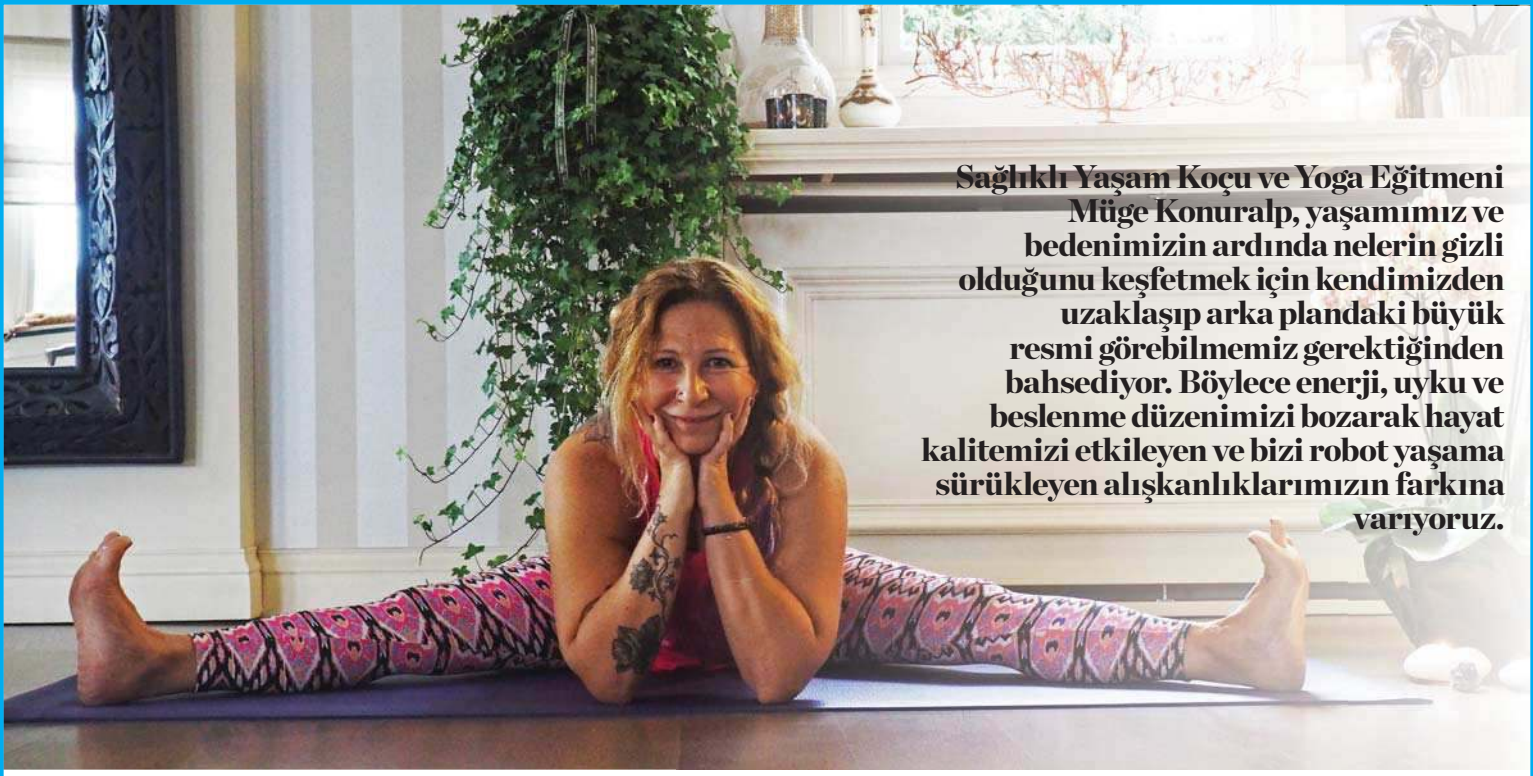 Sağlıklı Yaşam Koçu ve Yoga Eğitmeni
Müge Konuralp, yaşamımız ve
bedenimizin ardında nelerin gizli
olduğunu keşfetmek için kendimizden
uzaklaşıp arka plandaki büyük
resmi görebilmemiz gerektiğinden
bahsediyor. Böylece enerji, uyku ve
beslenme düzenimizi bozarak hayat
kalitemizi etkileyen ve bizi robot yaşama
sürükleyen alışkanlıklarımızın farkına
varıyoruz.